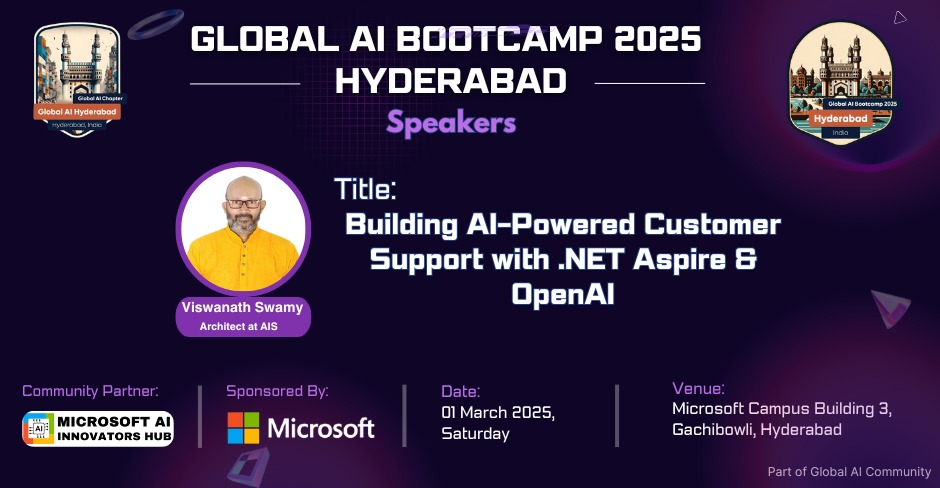 GLOBAL AI BOOTCAMP 2025
HYDERABAD
Speakers
Global AI Chapter
Global AI Hyderabad
Hyderabad, India
Global AI Bootcamp 2025
Hyderabad
India
Title:
Building AI-Powered Customer
Support with .NET Aspire &
OpenAI
Viswanath Swamy
Architect at AIS
Community Partner:
AI
MICROSOFT AI
INNOVATORS HUB
Sponsored By:
Microsoft
Date:
01 March 2025,
Saturday
Venue:
Microsoft Campus Building 3,
Gachibowli, Hyderabad
Part of Global AI Community